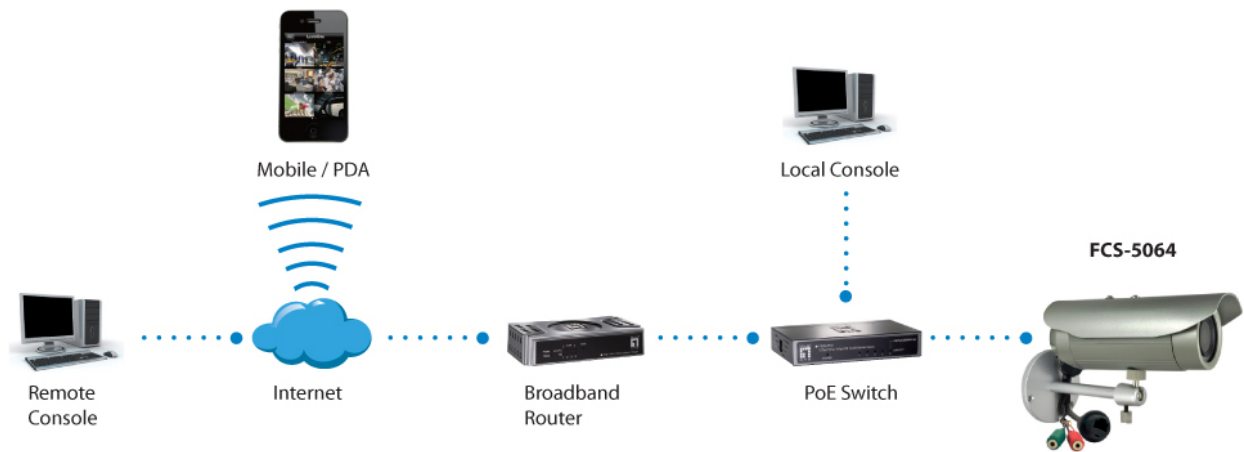 Mobile / PDA
Local Console
FCS-5064
Remote
Console
Internet
Broadband
Router
PoE Switch